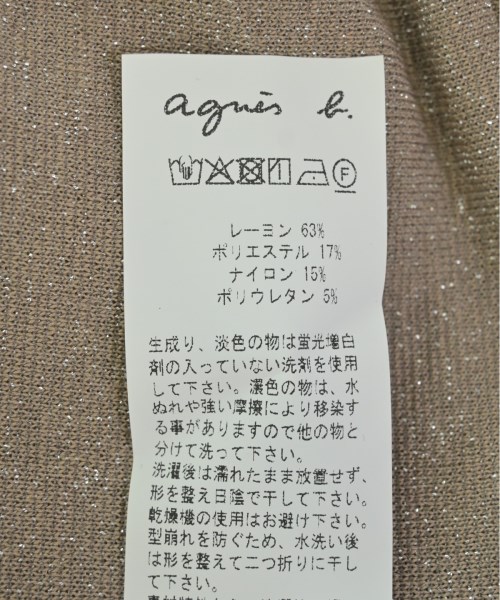 agnès b.
F
レーヨン 63%
ポリエステル 17%
ナイロン 15%
ポリウレタン 5%
生成り、淡色の物は蛍光増白
剤の入っていない洗剤を使用
して下さい。濃色の物は、水
ぬれや強い摩擦により移染す
る事がありますので他の物と
分けて洗って下さい。
洗濯後は濡れたまま放置せず、
形を整え日陰で干して下さい。
乾燥機の使用はお避け下さい。
型崩れを防ぐため、水洗い後
は形を整えて二つ折りに干し
て下さい。